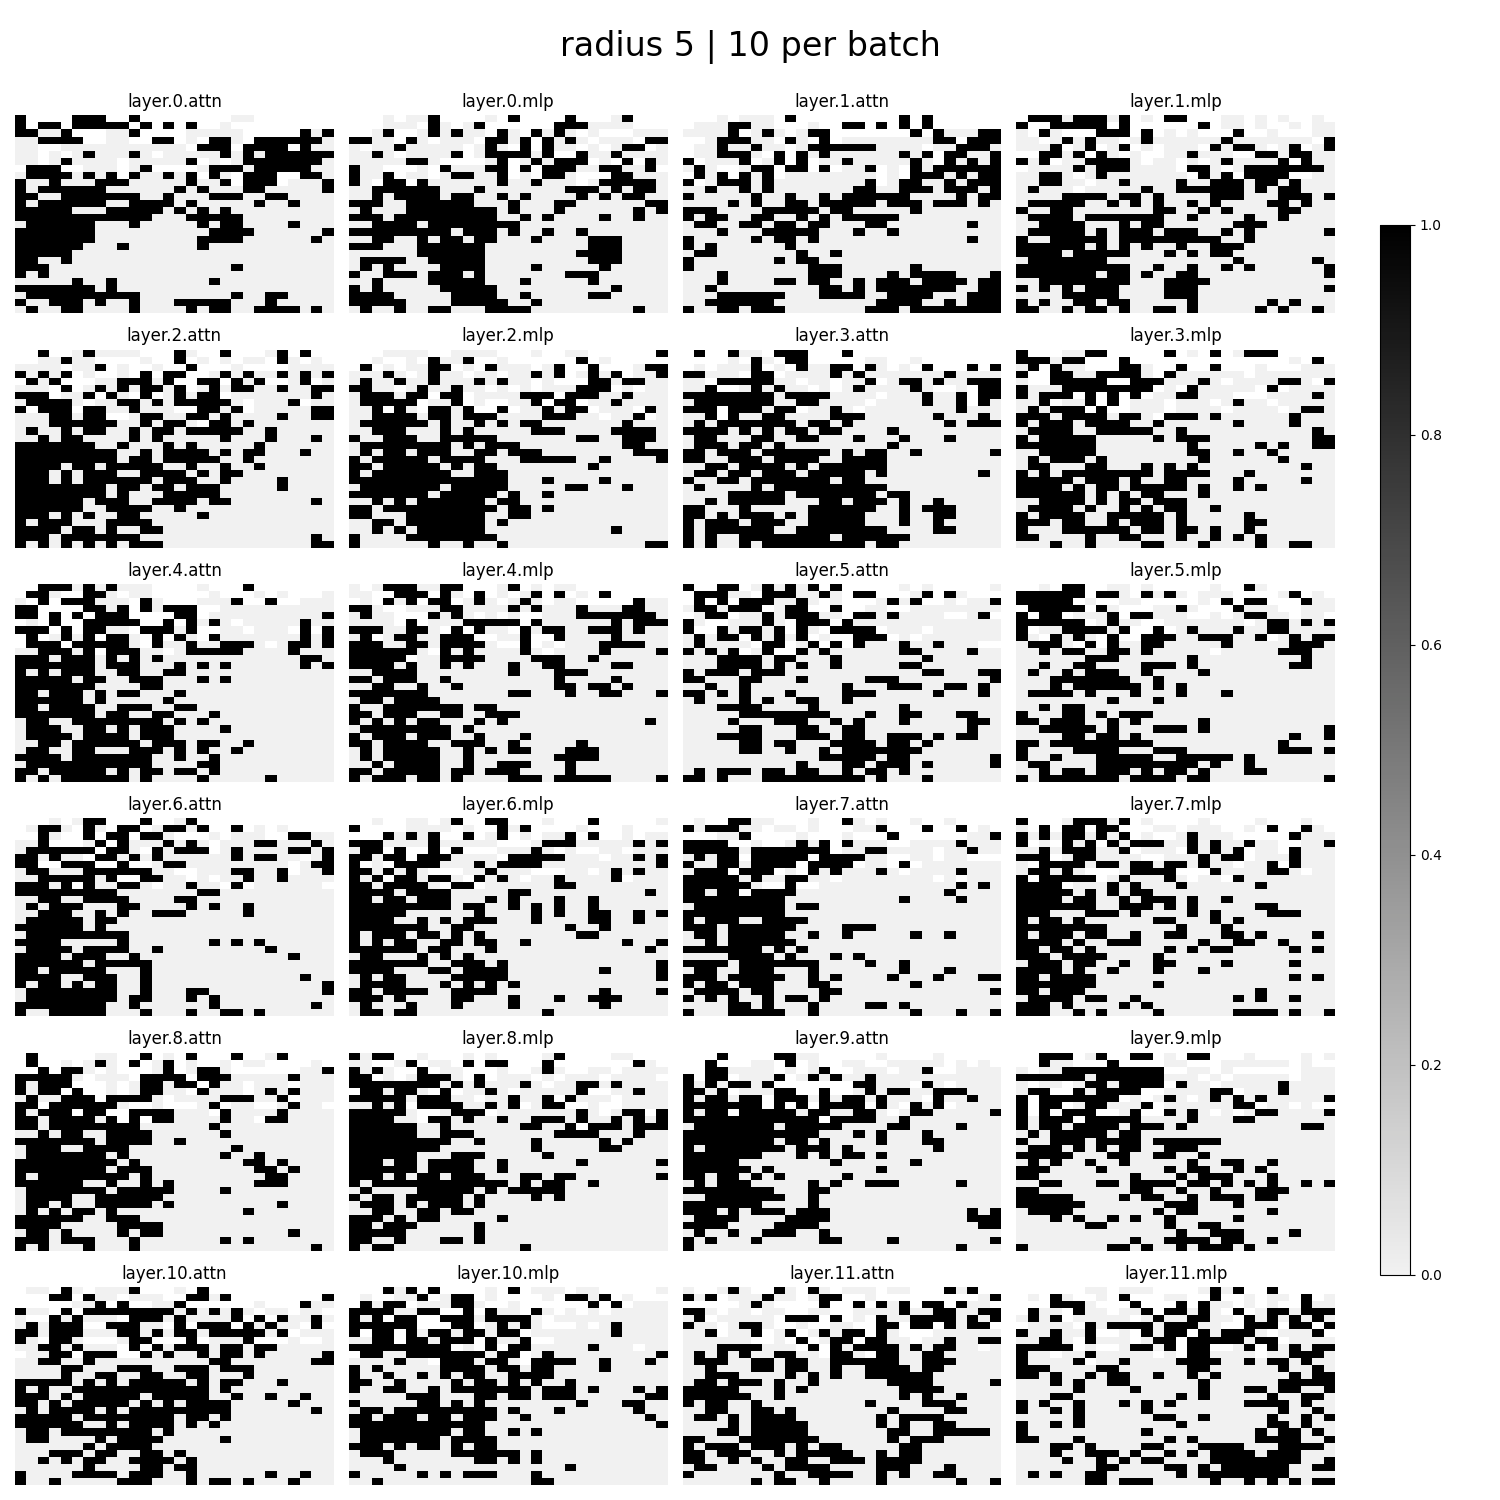 radius 5 | 10 per batch
layer.0.attn layer.0.mlp layer.1.attn layer.1.mlp
layer.2.attn layer.2.mlp layer.3.attn layer.3.mlp
layer.4.attn layer.4.mlp layer.5.attn layer.5.mlp
layer.6.attn layer.6.mlp layer.7.attn layer.7.mlp
layer.8.attn layer.8.mlp layer.9.attn layer.9.mlp
layer.10.attn layer.10.mlp layer.11.attn layer.11.mlp
1.0
0.8
0.6
0.4
0.2
0.0